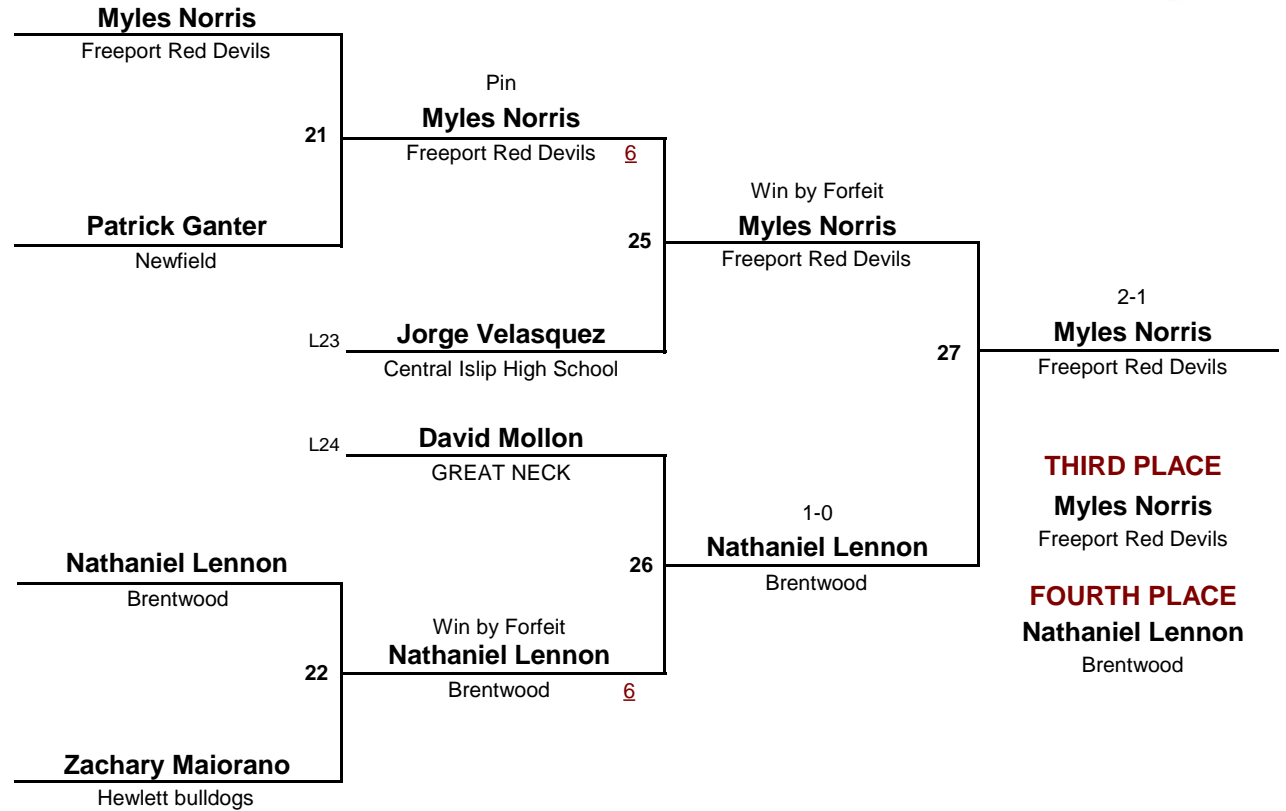 Myles Norris
Freeport Red Devils
Pin
21
Myles Norris
Freeport Red Devils 6
Win by Forfeit
Patrick Ganter
Newfield
25
Myles Norris
Freeport Red Devils
2-1
L23
Jorge Velasquez
Central Islip High School
27
Myles Norris
Freeport Red Devils
L24
David Mollon
GREAT NECK
THIRD PLACE
Myles Norris
Freeport Red Devils
1-0
Nathaniel Lennon
Brentwood
26
Nathaniel Lennon
Brentwood
FOURTH PLACE
Nathaniel Lennon
Brentwood
Win by Forfeit
22
Nathaniel Lennon
Brentwood 6
Zachary Maiorano
Hewlett bulldogs